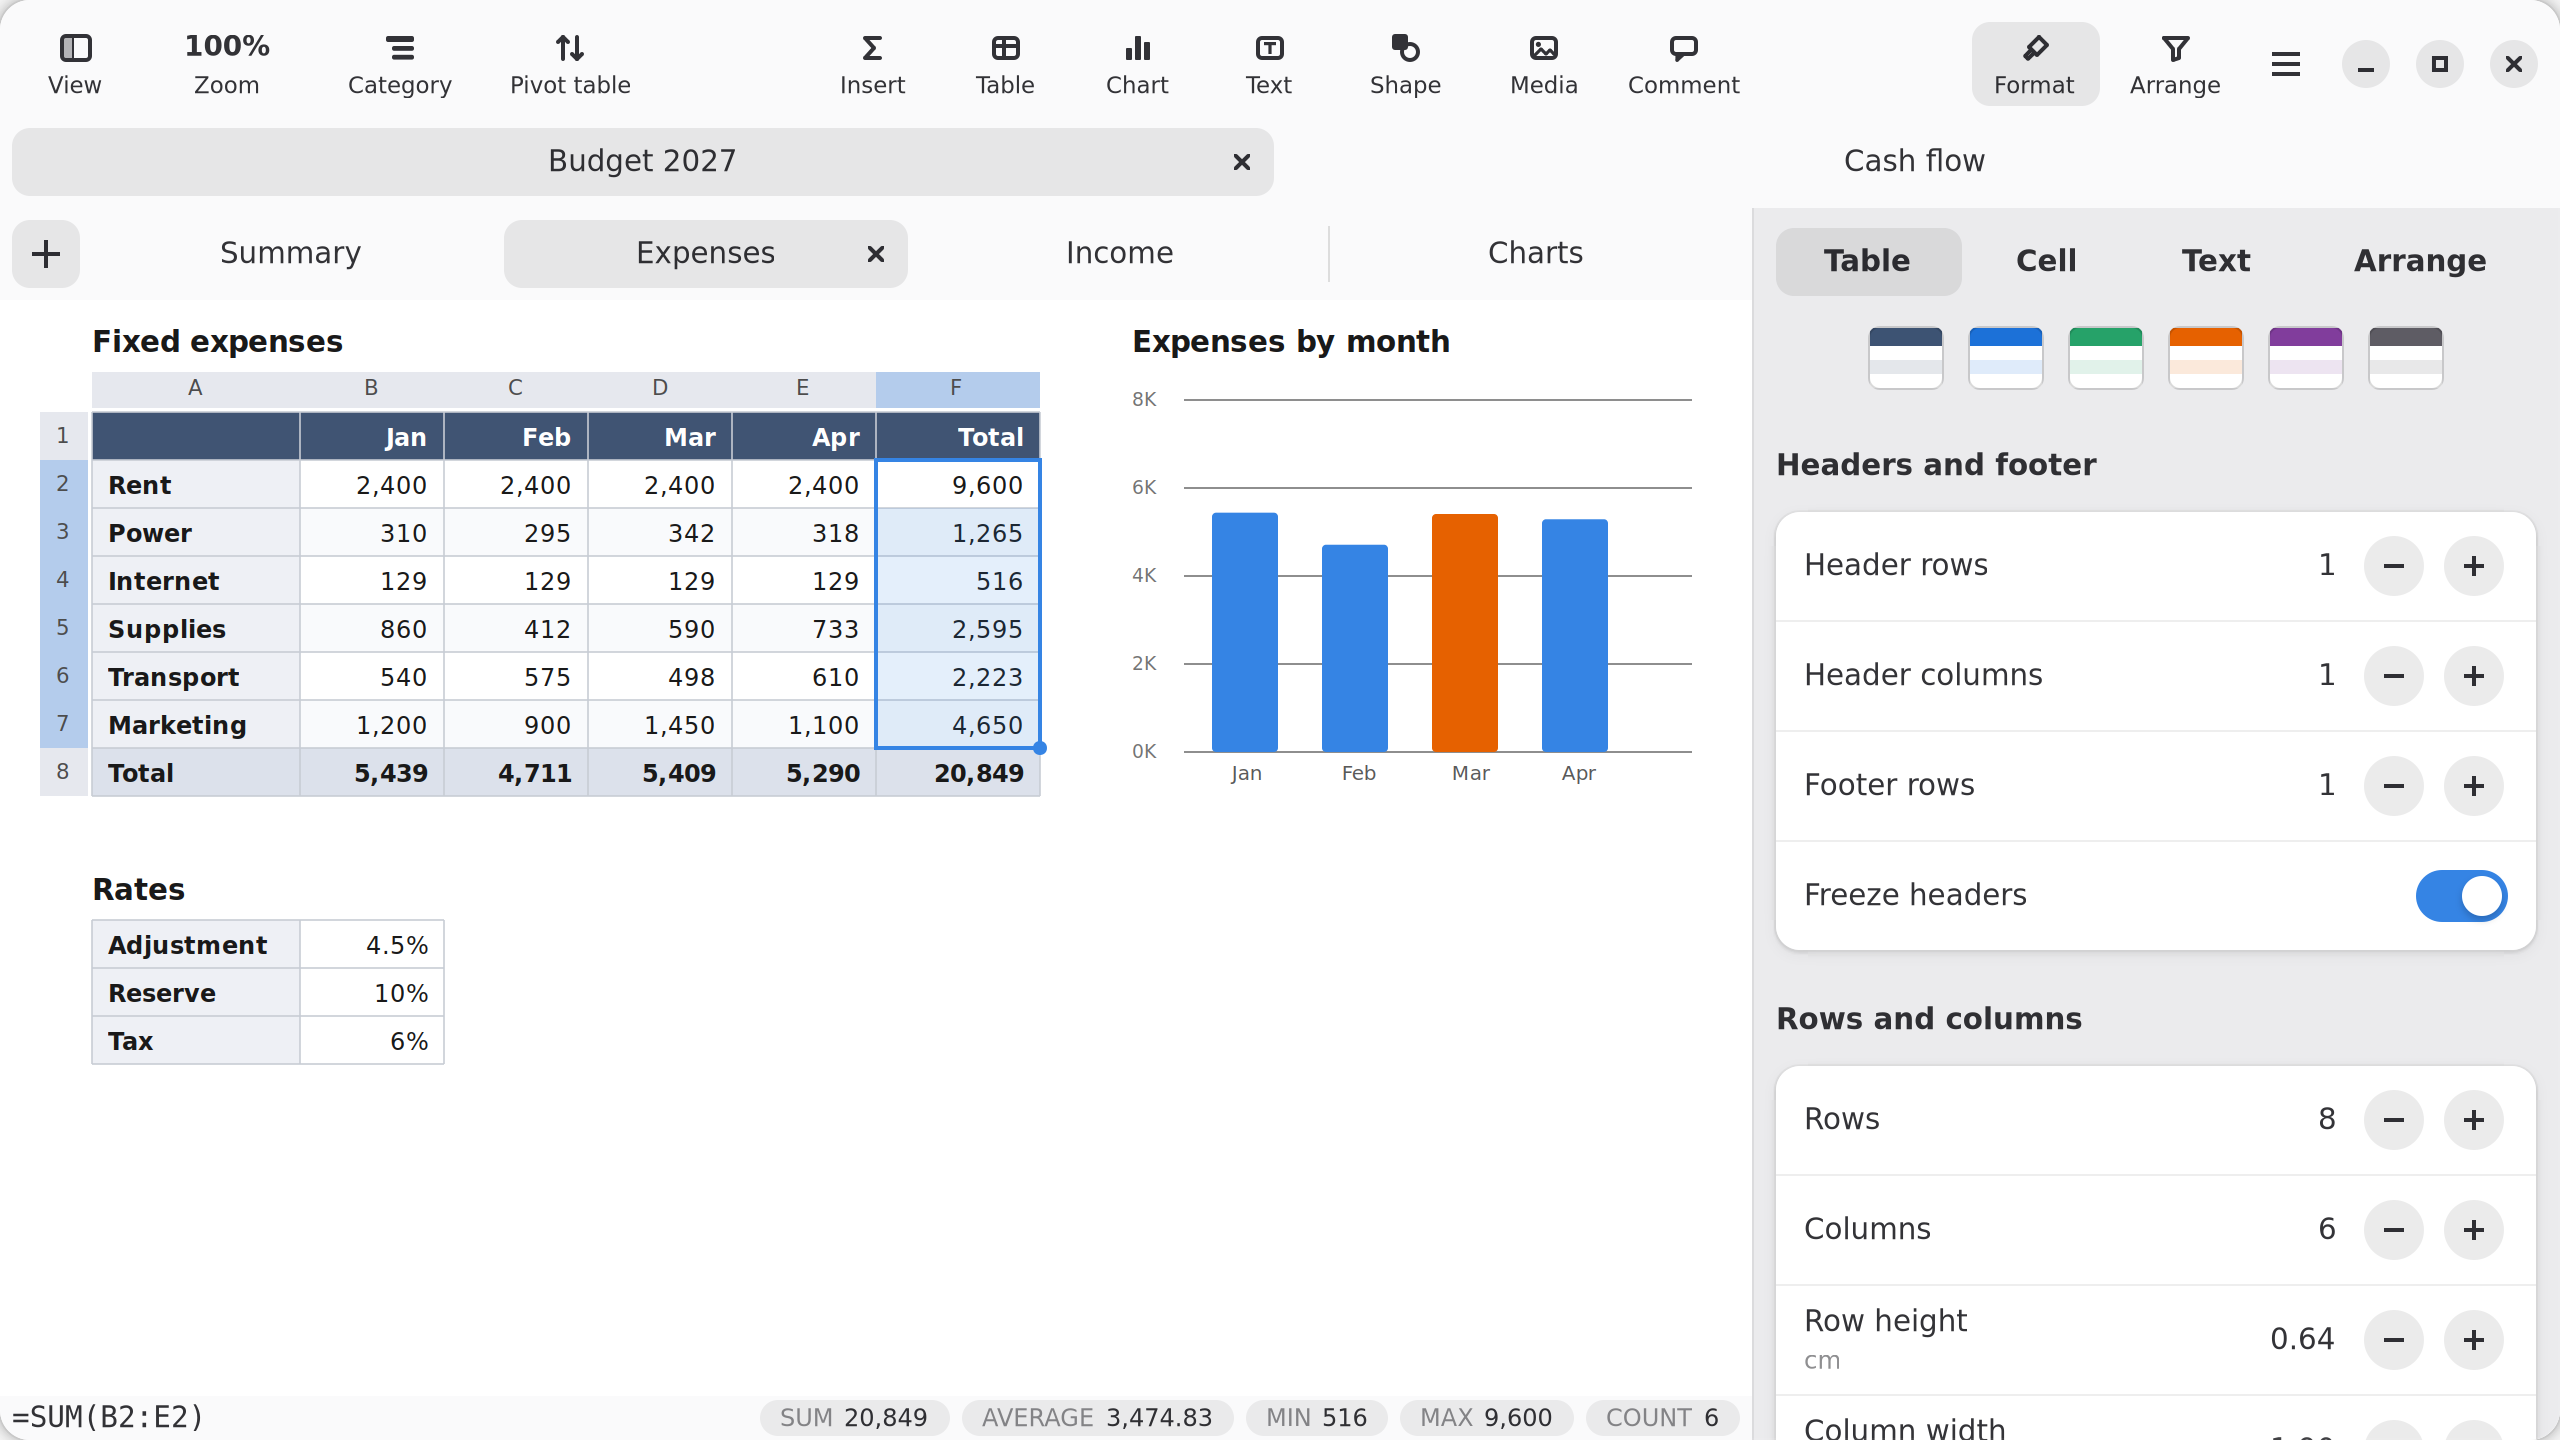 View
100%
Zoom
Category
Pivot table
Insert
Table
Chart
Text
Shape
Media
Comment
Format
Arrange
Budget 2027
Cash flow
Summary
Expenses
Income
Charts
Fixed expenses
A B C D E F
1 Jan Feb Mar Apr Total
2 Rent 2,400 2,400 2,400 2,400 9,600
3 Power 310 295 342 318 1,265
4 Internet 129 129 129 129 516
5 Supplies 860 412 590 733 2,595
6 Transport 540 575 498 610 2,223
7 Marketing 1,200 900 1,450 1,100 4,650
8 Total 5,439 4,711 5,409 5,290 20,849
Expenses by month
8K
6K
4K
2K
0K
Jan Feb Mar Apr
Rates
Adjustment 4.5%
Reserve 10%
Tax 6%
=SUM(B2:E2)
SUM 20,849
AVERAGE 3,474.83
MIN 516
MAX 9,600
COUNT 6
Table
Cell
Text
Arrange
Headers and footer
Header rows 1
Header columns 1
Footer rows 1
Freeze headers
Rows and columns
Rows 8
Columns 6
Row height 0.64
cm
Column width